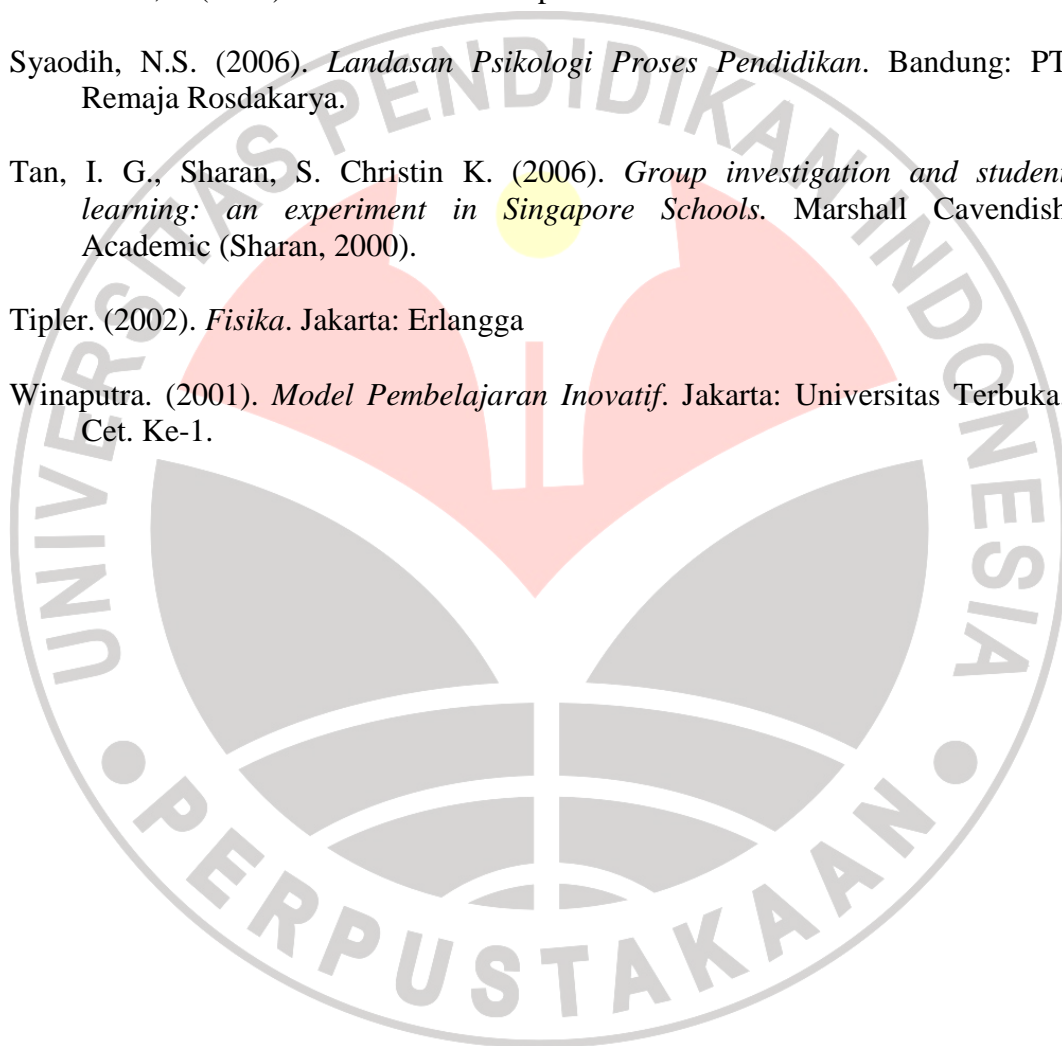 Syaodih, N.S. (2006). Landasan Psikologi Proses Pendidikan. Bandung: PT
Remaja Rosdakarya.
Tan, I. G., Sharan, S. Christin K. (2006). Group investigation and student
learning: an experiment in Singapore Schools. Marshall Cavendish
Academic (Sharan, 2000).
Tipler. (2002). Fisika. Jakarta: Erlangga
Winaputra. (2001). Model Pembelajaran Inovatif. Jakarta: Universitas Terbuka
Cet. Ke-1.
UNIVERSITAS PENDIDIKAN INDONESIA
PERPUSTAKAAN